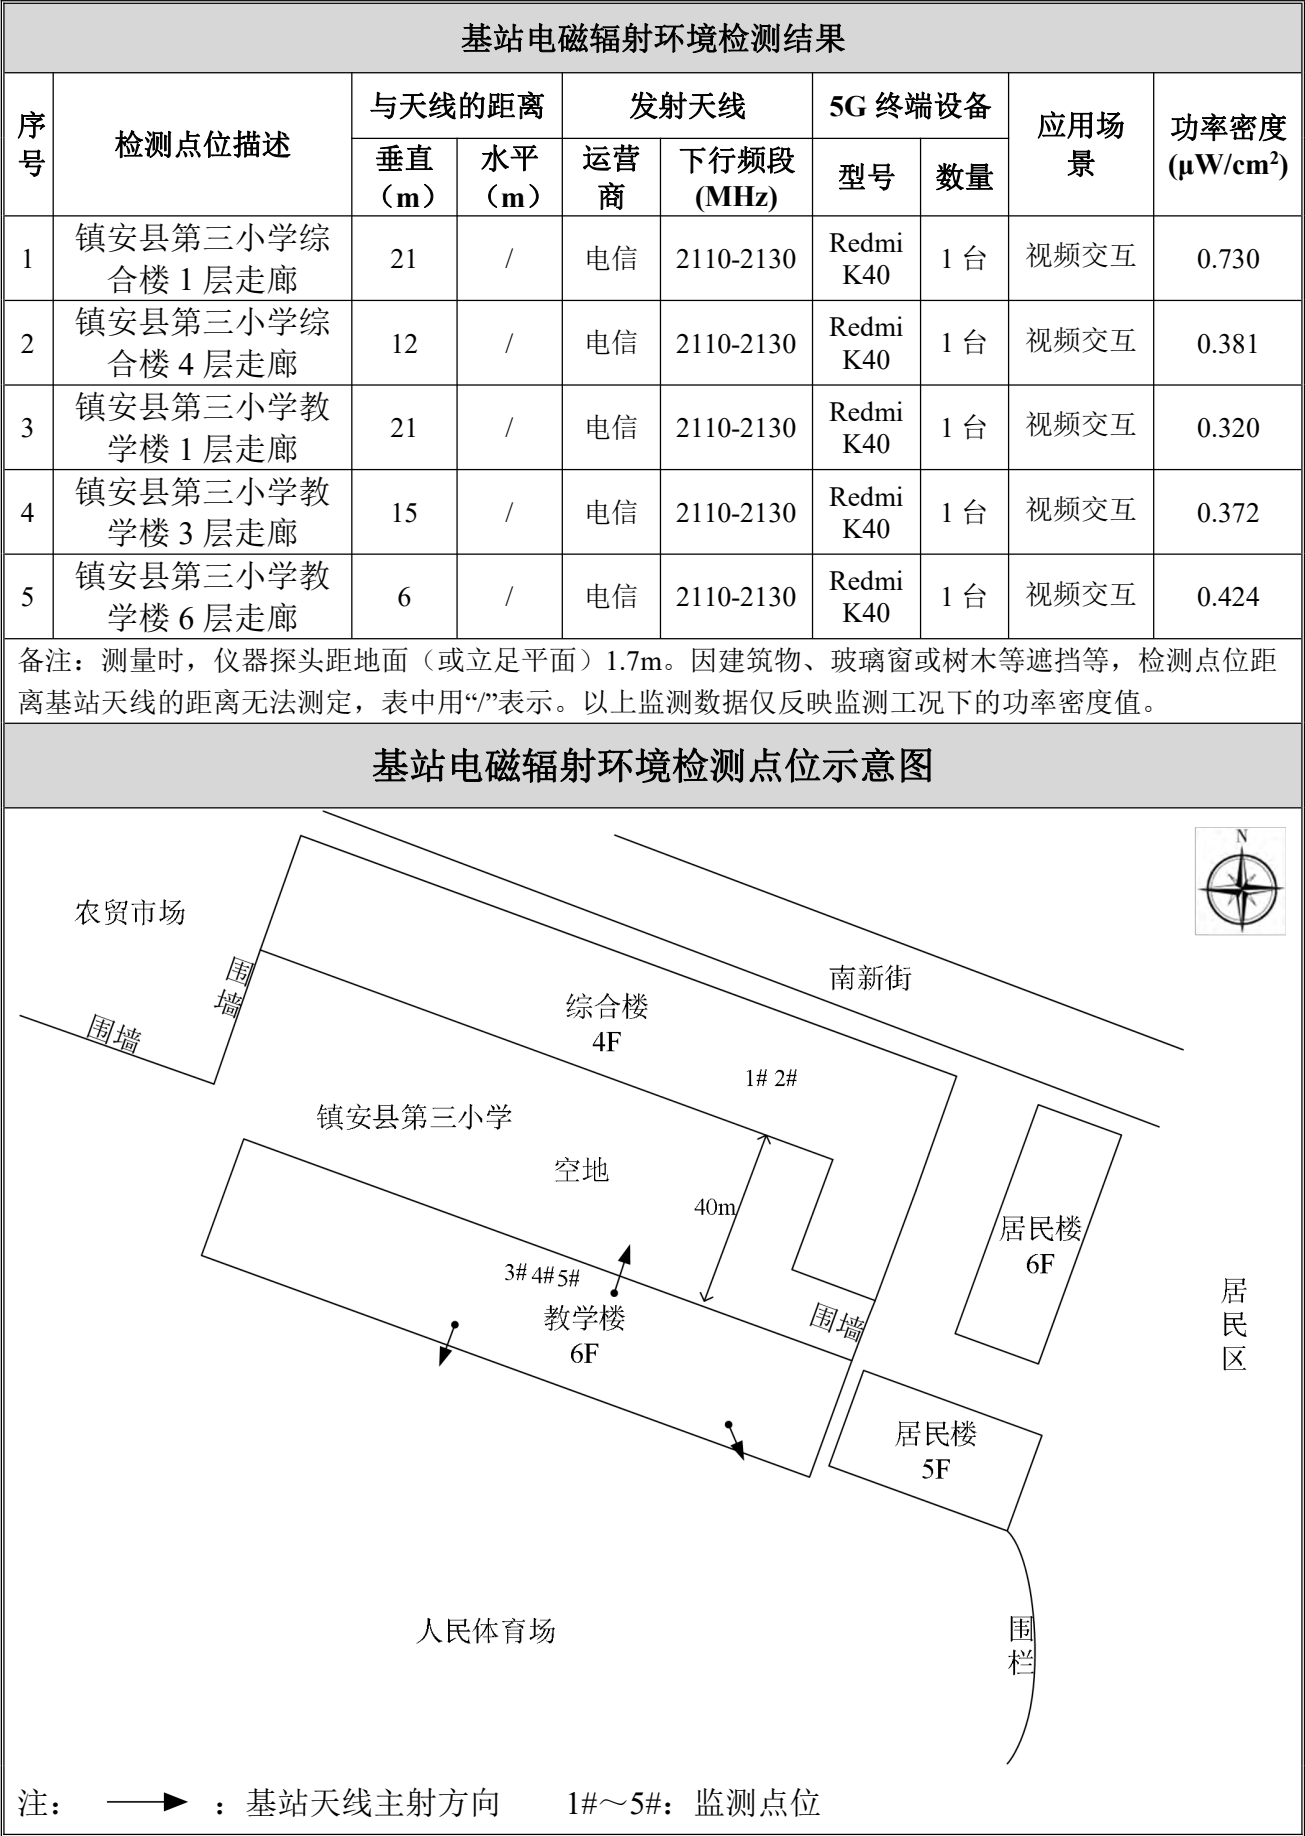 基站电磁辐射环境检测结果
序号
检测点位描述
与天线的距离
发射天线
5G 终端设备
应用场景
功率密度
(μW/cm²)
垂直
（m）
水平
（m）
运营商
下行频段
(MHz)
型号
数量
1
镇安县第三小学综
合楼 1 层走廊
21
/
电信
2110-2130
Redmi
K40
1 台
视频交互
0.730
2
镇安县第三小学综
合楼 4 层走廊
12
/
电信
2110-2130
Redmi
K40
1 台
视频交互
0.381
3
镇安县第三小学教
学楼 1 层走廊
21
/
电信
2110-2130
Redmi
K40
1 台
视频交互
0.320
4
镇安县第三小学教
学楼 3 层走廊
15
/
电信
2110-2130
Redmi
K40
1 台
视频交互
0.372
5
镇安县第三小学教
学楼 6 层走廊
6
/
电信
2110-2130
Redmi
K40
1 台
视频交互
0.424
备注：测量时，仪器探头距地面（或立足平面）1.7m。因建筑物、玻璃窗或树木等遮挡等，检测点位距
离基站天线的距离无法测定，表中用“/”表示。以上监测数据仅反映监测工况下的功率密度值。
基站电磁辐射环境检测点位示意图
N
农贸市场
南新街
围墙
围墙
综合楼
4F
1# 2#
镇安县第三小学
空地
40m
居民楼
6F
3# 4# 5#
教学楼
6F
围墙
居民区
居民楼
5F
人民体育场
围栏
注： ：基站天线主射方向 1#～5#：监测点位